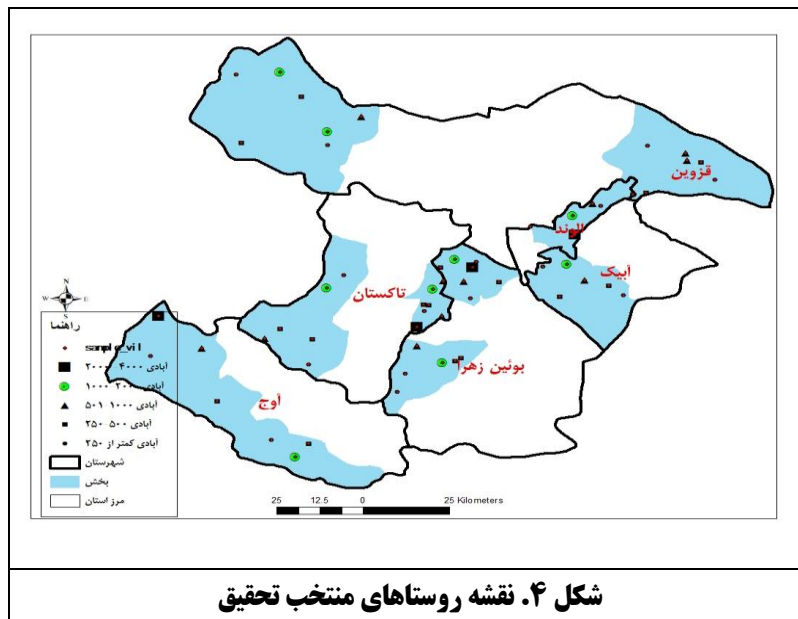 قزوین
الوند
آبیک
تاکستان
بوئین زهرا
آوج
N
W E
S
راهنما
sample_vil
آبادی ۴۰۰۰ ۲۰۰۰
آبادی ۲۰۰۰ ۱۰۰۰
آبادی ۱۰۰۰ ۵۰۱
آبادی ۵۰۰ ۲۵۰
آبادی کمتر از ۲۵۰
شهرستان
بخش
مرز استان
25 12.5 0 25 Kilometers
شکل ۴. نقشه روستاهای منتخب تحقیق